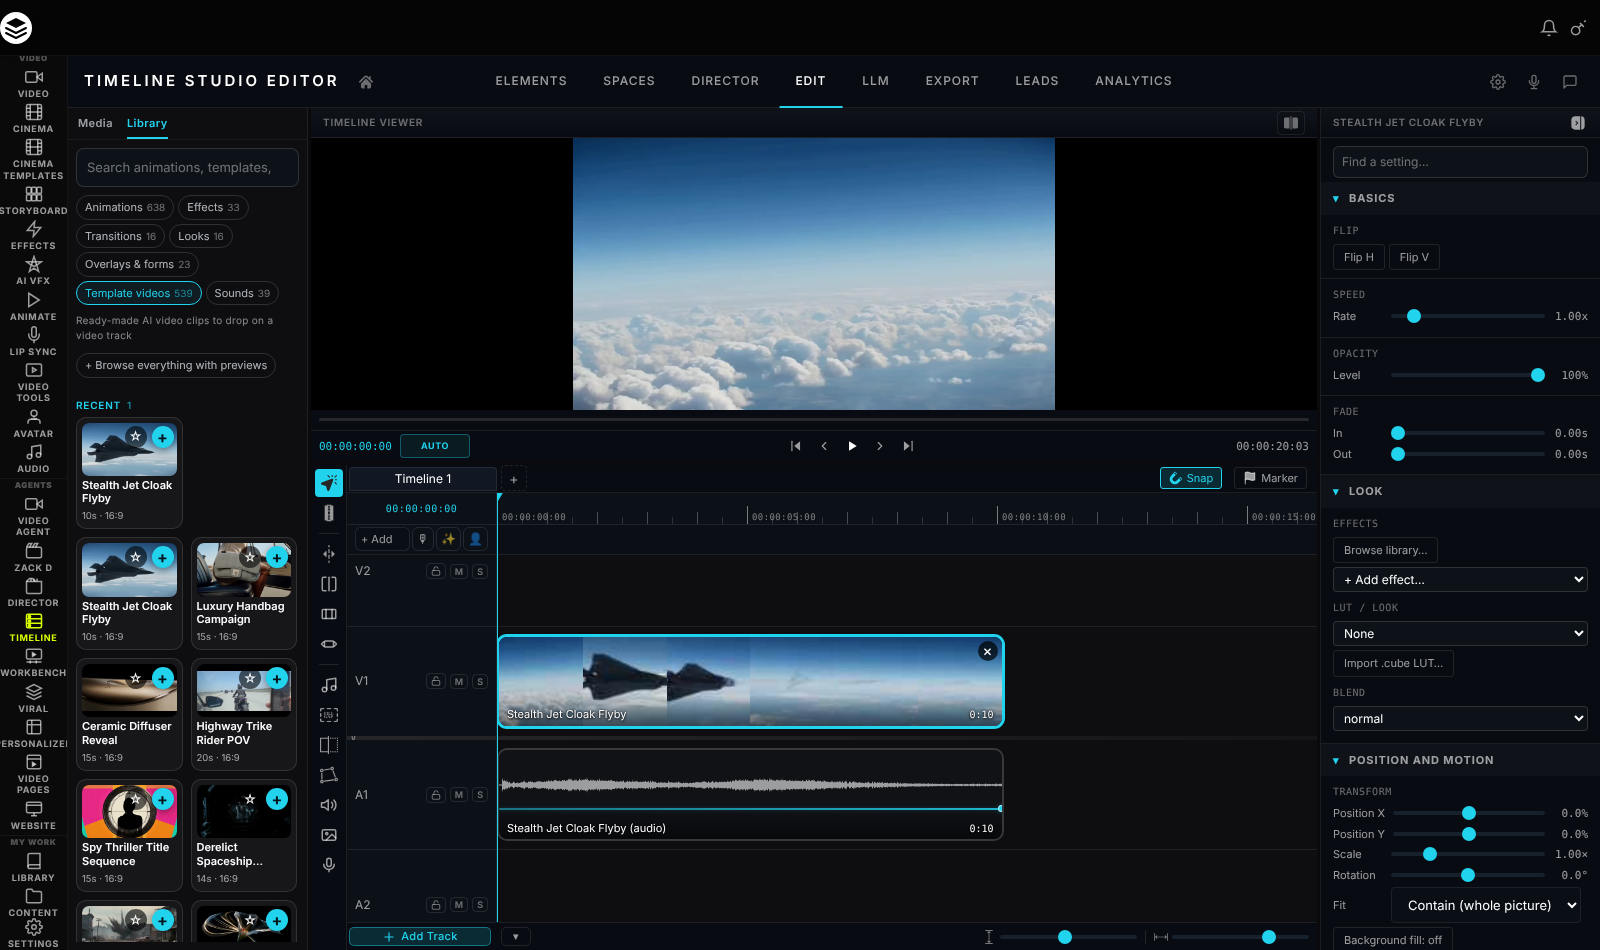 TIMELINE STUDIO EDITOR
ELEMENTS
SPACES
DIRECTOR
EDIT
LLM
EXPORT
LEADS
ANALYTICS
VIDEO
VIDEO
CINEMA
CINEMA
TEMPLATES
STORYBOARD
EFFECTS
AI VFX
ANIMATE
LIP SYNC
VIDEO
TOOLS
AVATAR
AUDIO
AGENTS
VIDEO
AGENT
ZACK D
DIRECTOR
TIMELINE
WORKBENCH
VIRAL
PERSONALIZE
VIDEO
PAGES
WEBSITE
MY WORK
LIBRARY
CONTENT
SETTINGS
Media
Library
Search animations, templates,
Animations 638
Effects 33
Transitions 16
Looks 16
Overlays & forms 23
Template videos 539
Sounds 39
Ready-made AI video clips to drop on a
video track
+ Browse everything with previews
RECENT 1
Stealth Jet Cloak
Flyby
10s · 16:9
Stealth Jet Cloak
Flyby
10s · 16:9
Luxury Handbag
Campaign
15s · 16:9
Ceramic Diffuser
Reveal
15s · 16:9
Highway Trike
Rider POV
20s · 16:9
Spy Thriller Title
Sequence
15s · 16:9
Derelict
Spaceship...
14s · 16:9
TIMELINE VIEWER
00:00:00:00
AUTO
00:00:20:03
Timeline 1
+
Snap
Marker
00:00:00:00
00:00:00:00
00:00:05:00
00:00:10:00
00:00:15:00
+ Add
V2
M
S
V1
M
S
Stealth Jet Cloak Flyby
0:10
A1
M
S
Stealth Jet Cloak Flyby (audio)
0:10
A2
M
S
+ Add Track
STEALTH JET CLOAK FLYBY
Find a setting...
BASICS
FLIP
Flip H
Flip V
SPEED
Rate
1.00x
OPACITY
Level
100%
FADE
In
0.00s
Out
0.00s
LOOK
EFFECTS
Browse library...
+ Add effect...
LUT / LOOK
None
Import .cube LUT...
BLEND
normal
POSITION AND MOTION
TRANSFORM
Position X
0.0%
Position Y
0.0%
Scale
1.00×
Rotation
0.0°
Fit
Contain (whole picture)
Background fill: off